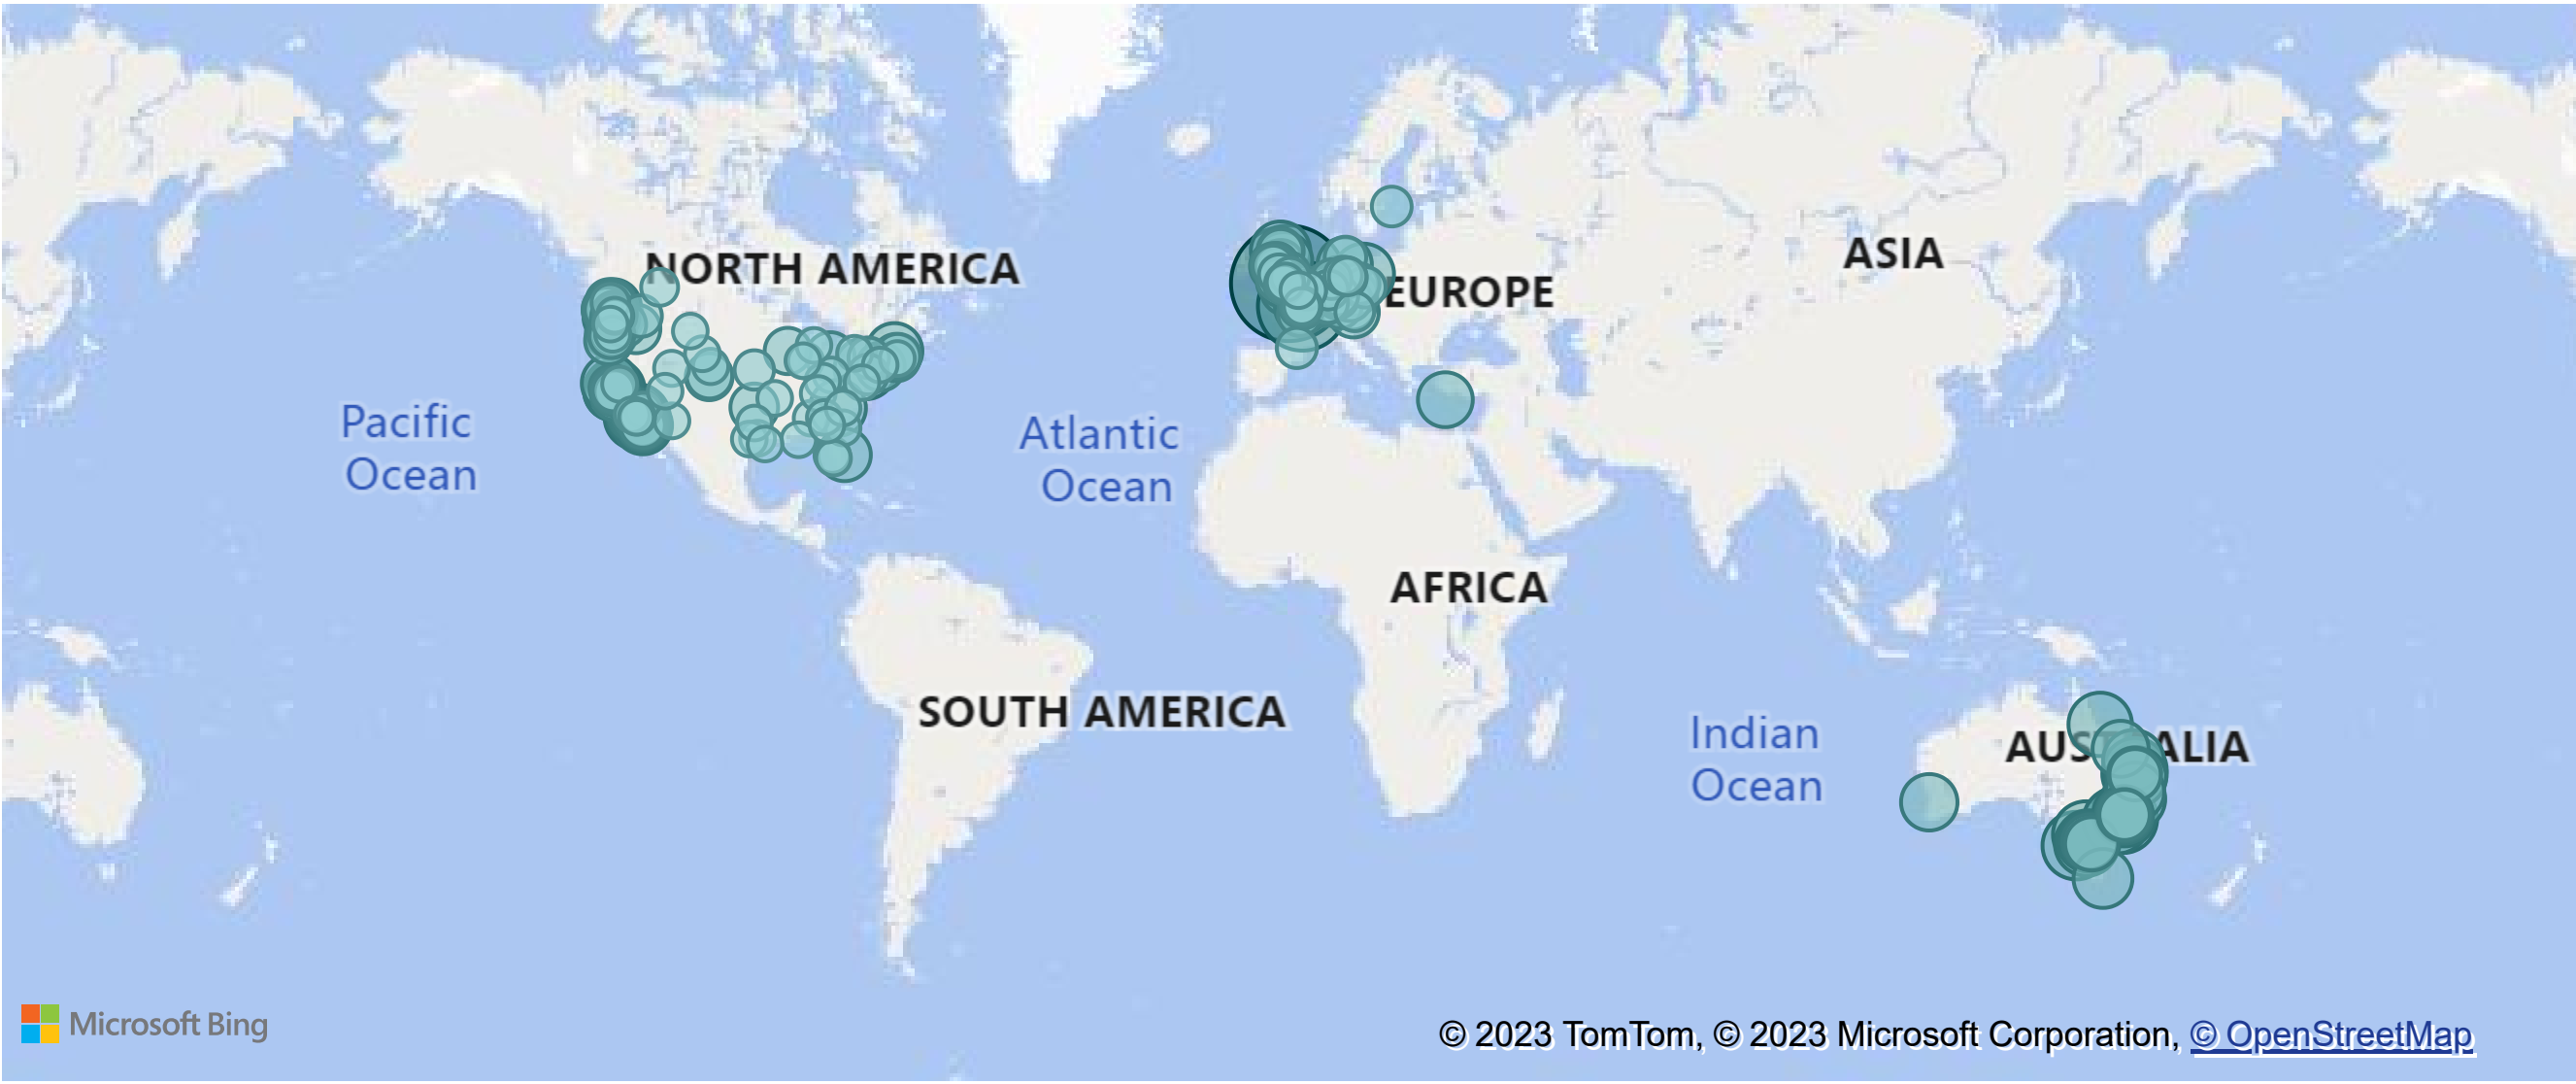 ASIA
NORTH AMERICA
EUROPE
Pacific
Ocean
Atlantic
Ocean
AFRICA
SOUTH AMERICA
Indian
Ocean
AUSTRALIA
Microsoft Bing
© 2023 TomTom, © 2023 Microsoft Corporation, © OpenStreetMap